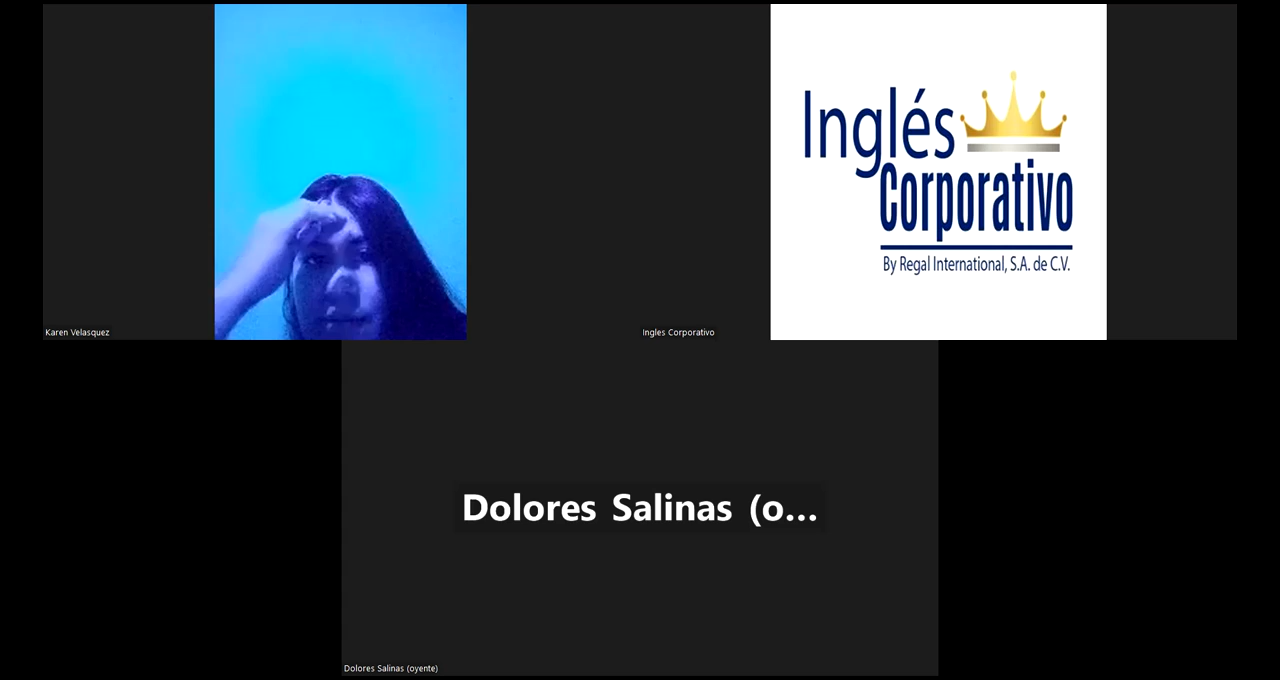 Inglés
Corporativo
By Regal International, S.A. de C.V.
Karen Velasquez
Ingles Corporativo
Dolores Salinas (o...
Dolores Salinas (oyente)